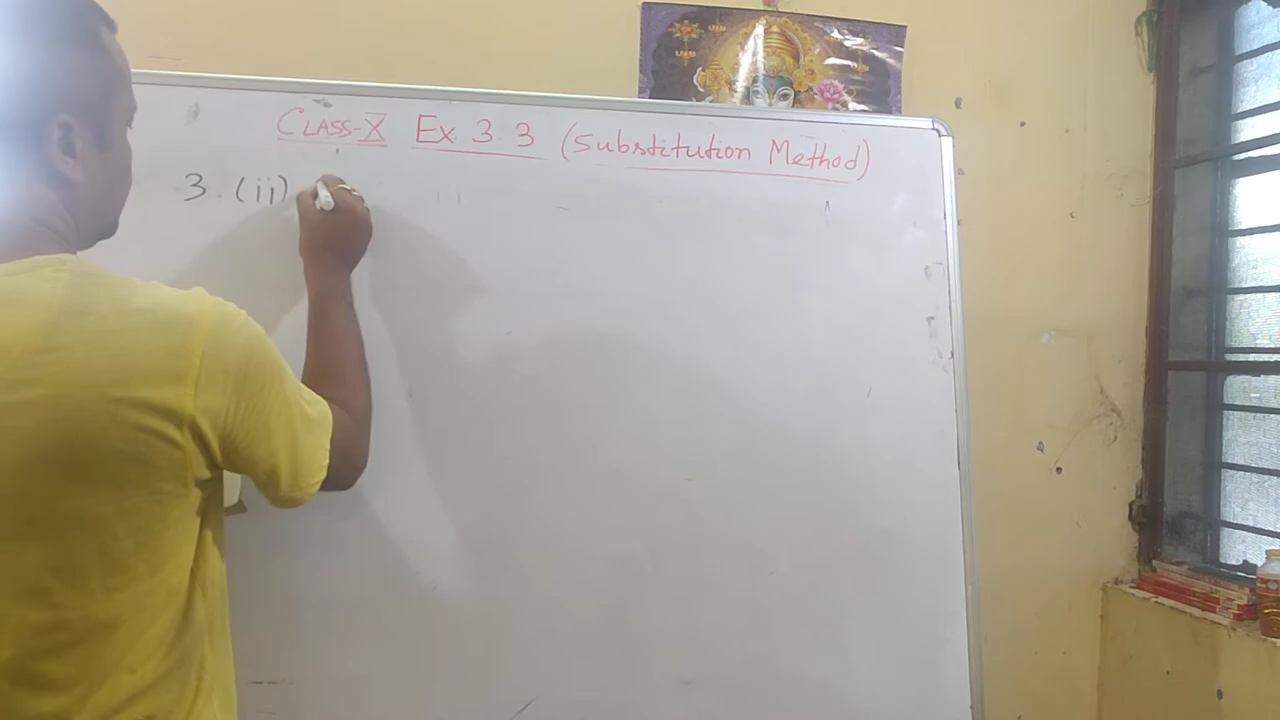 CLASS-X Ex. 3.3 (Substitution Method)
3. (ii)